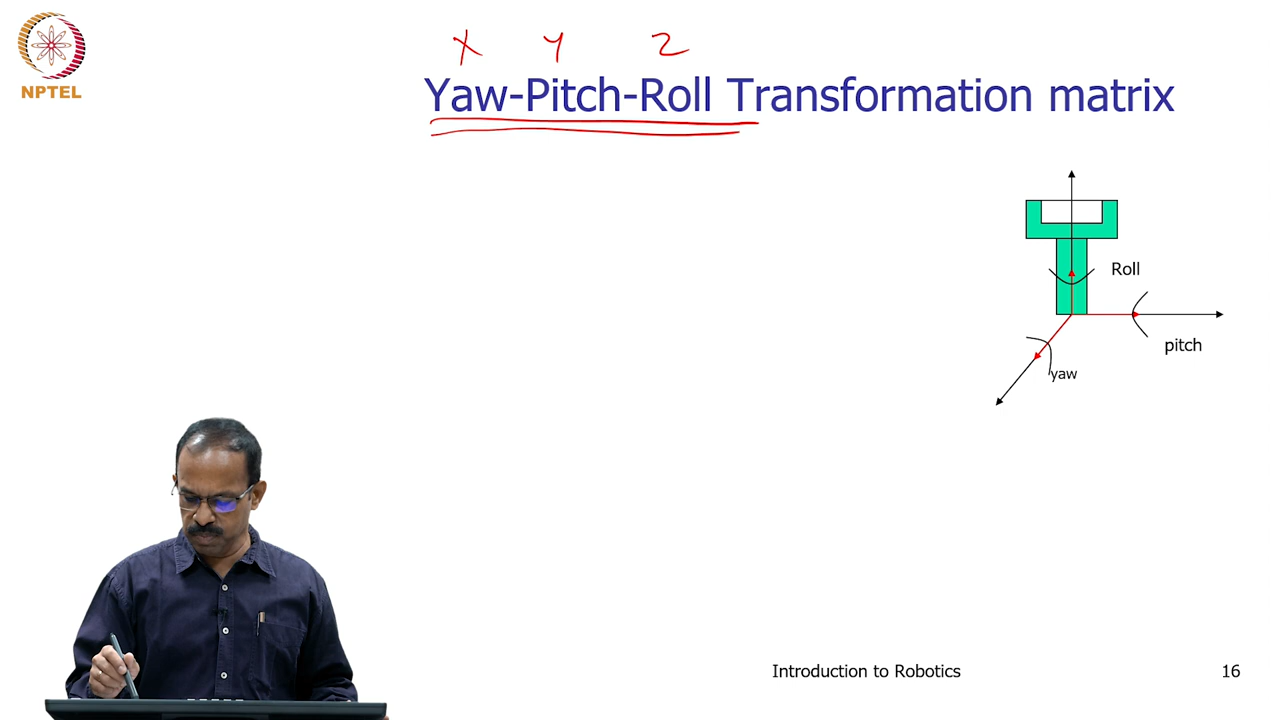 X Y Z
Yaw-Pitch-Roll Transformation matrix
NPTEL
Roll
pitch
yaw
Introduction to Robotics 16